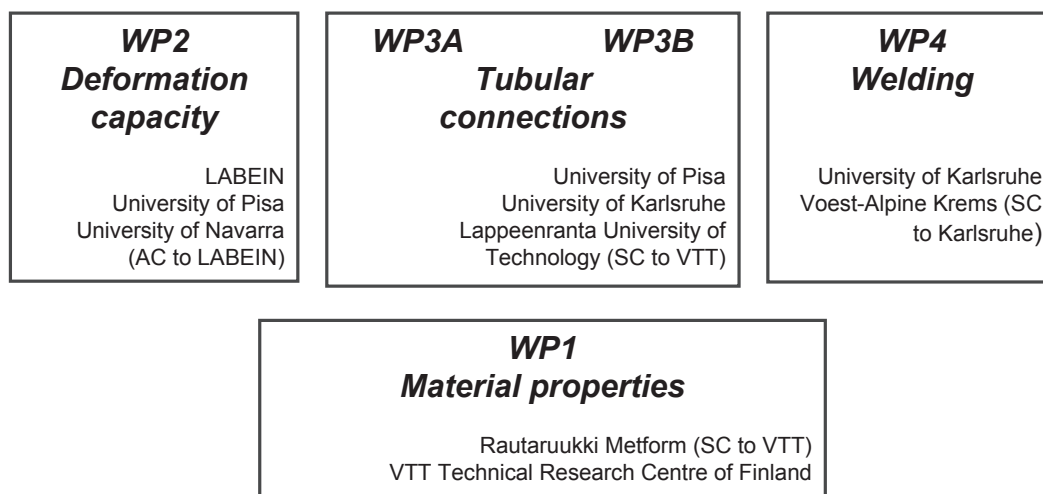 WP2
Deformation
capacity
LABEIN
University of Pisa
University of Navarra
(AC to LABEIN)
WP3A WP3B
Tubular
connections
University of Pisa
University of Karlsruhe
Lappeenranta University of
Technology (SC to VTT)
WP4
Welding
University of Karlsruhe
Voest-Alpine Krems (SC
to Karlsruhe)
WP1
Material properties
Rautaruukki Metform (SC to VTT)
VTT Technical Research Centre of Finland